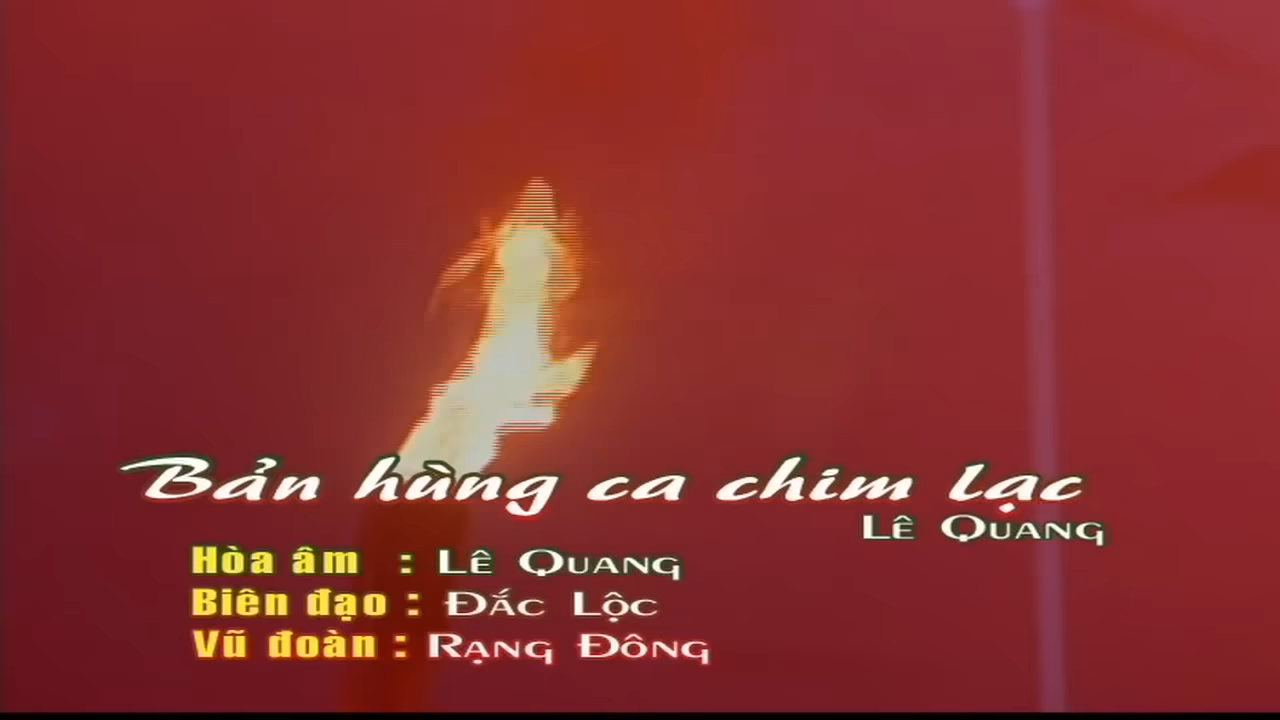 Bản hùng ca chim lạc
Lê Quang
Hòa âm : Lê Quang
Biên đạo : Đắc Lộc
Vũ đoàn : Rạng Đông